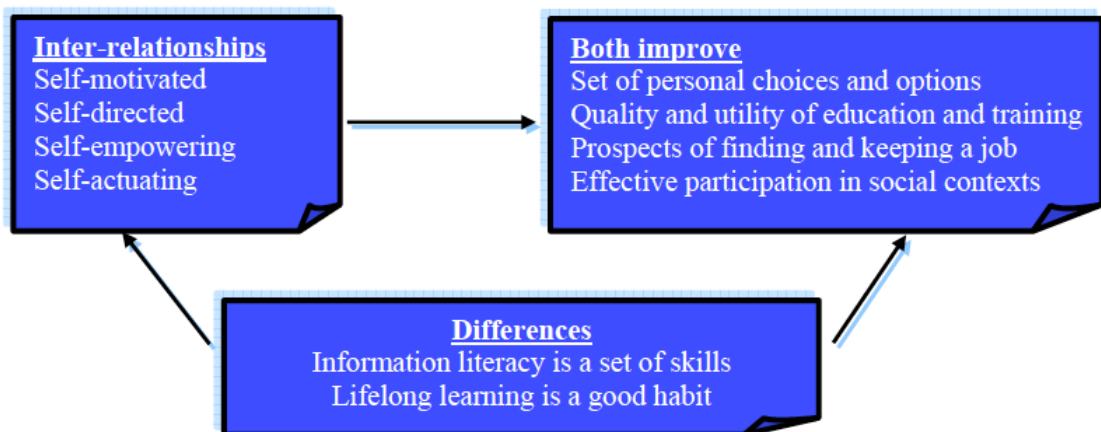 Inter-relationships
Self-motivated
Self-directed
Self-empowering
Self-actuating
Both improve
Set of personal choices and options
Quality and utility of education and training
Prospects of finding and keeping a job
Effective participation in social contexts
Differences
Information literacy is a set of skills
Lifelong learning is a good habit